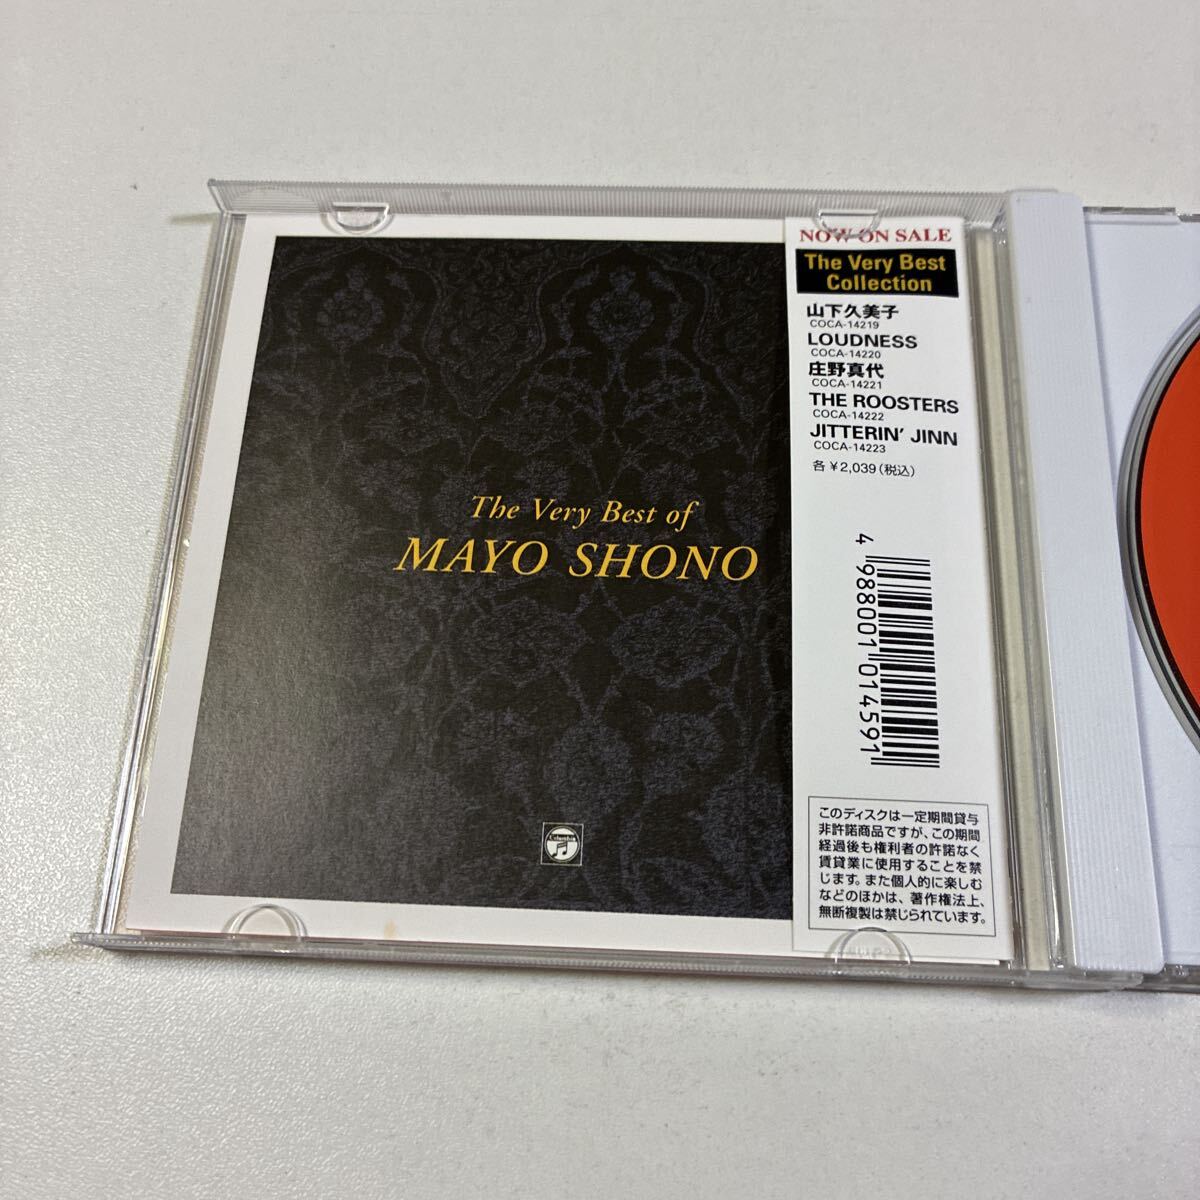 The Very Best of
MAYO SHONO
Columbia
NOW ON SALE
The Very Best
Collection
山下久美子
COCA-14219
LOUDNESS
COCA-14220
庄野真代
COCA-14221
THE ROOSTERS
COCA-14222
JITTERIN' JINN
COCA-14223
各¥2,039(税込)
4 988001 014591
このディスクは一定期間貸与
非許諾商品ですが、この期間
経過後も権利者の許諾なく
賃貸業に使用することを禁
じます。また個人的に楽しむ
などのほかは、著作権法上、
無断複製は禁じられています。